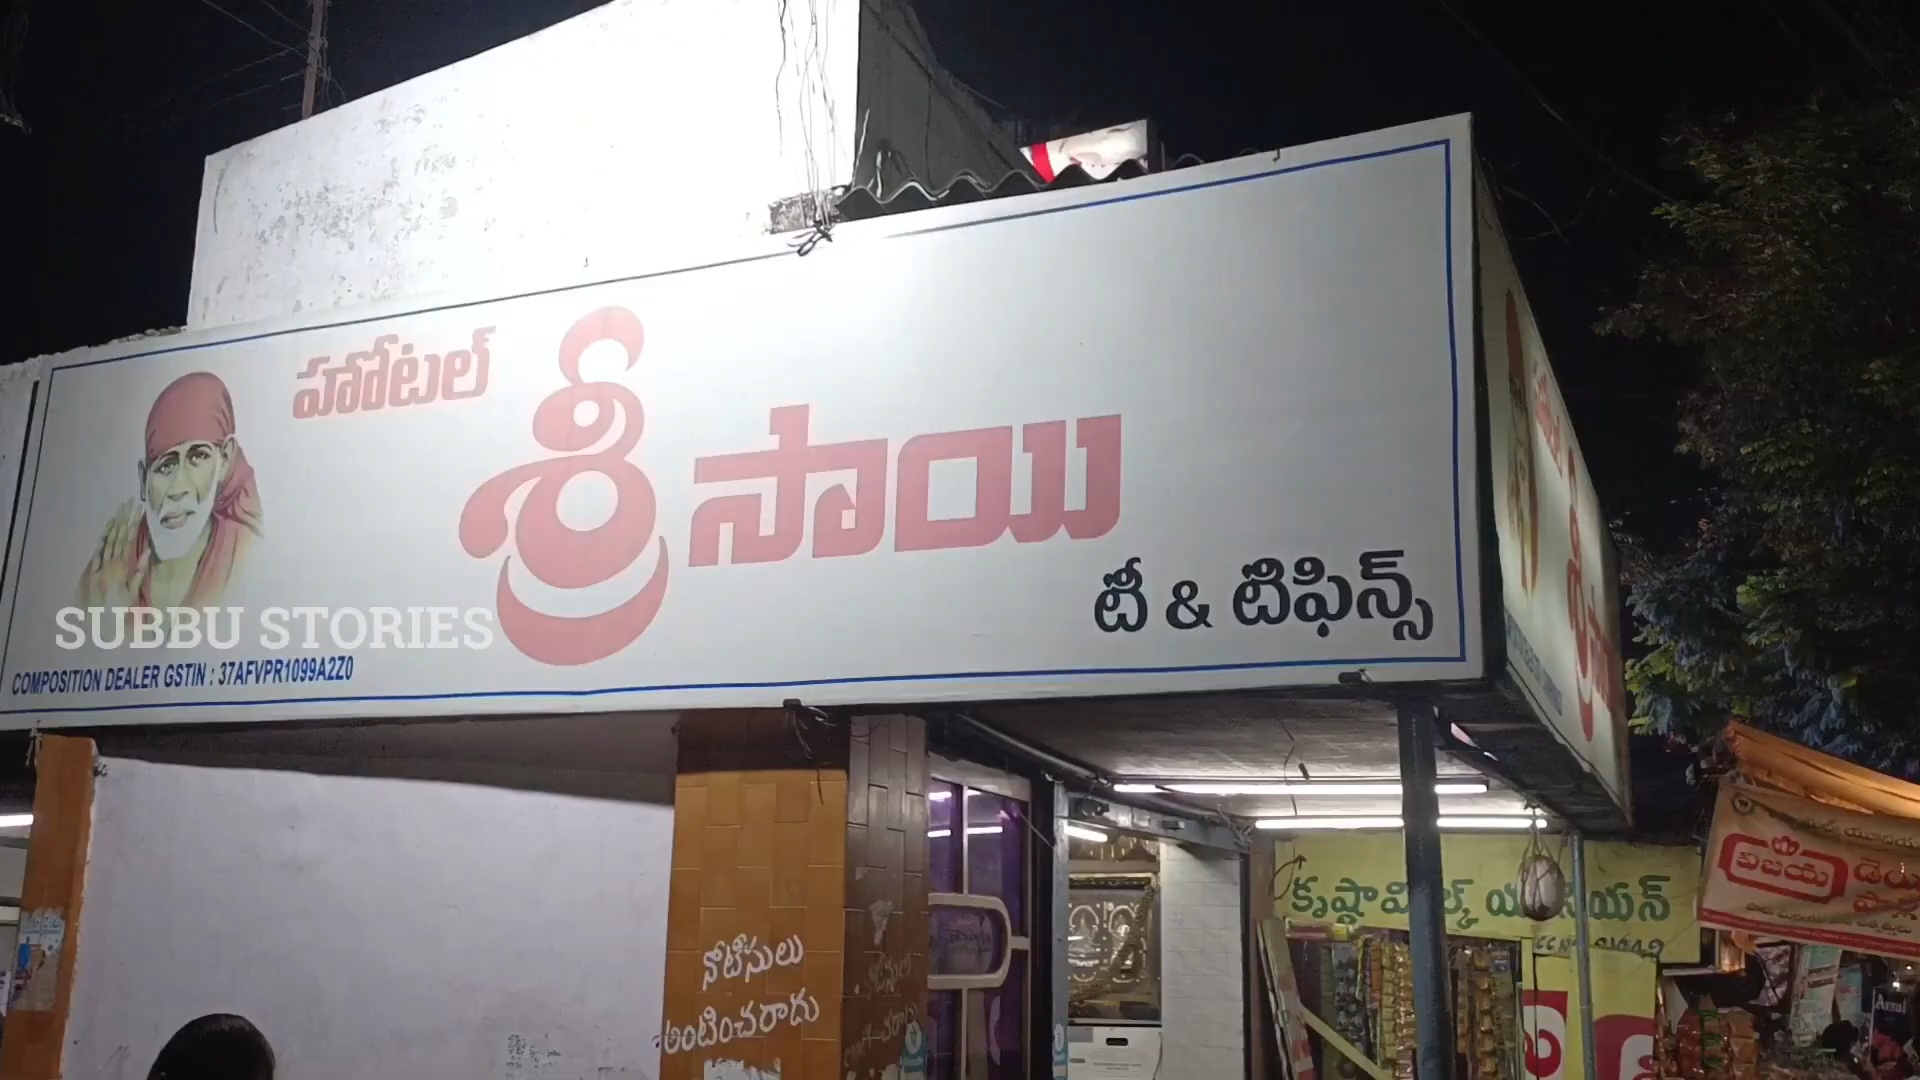 హోటల్
శ్రీ సాయి
టీ & టిఫిన్స్
SUBBU STORIES
COMPOSITION DEALER GSTIN : 37AFVPR1099A2Z0
నోటీసులు
అంటించరాదు
కృష్ణా మిల్క్
విజయ